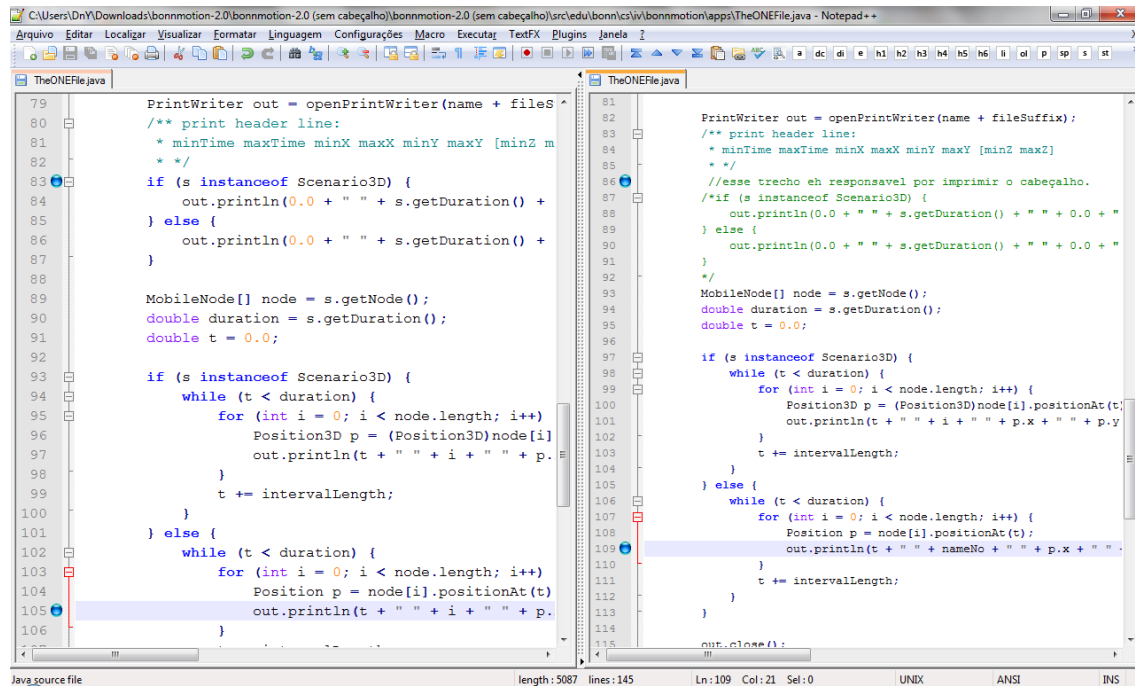 C:\Users\DnY\Downloads\bonnmotion-2.0\bonnmotion-2.0 (sem cabeçalho)\bonnmotion-2.0 (sem cabeçalho)\src\edu\bonn\cs\iv\bonnmotion\apps\TheONEFile.java - Notepad++
Arquivo Editar Localizar Visualizar Formatar Linguagem Configurações Macro Executar TextFX Plugins Janela ?
a dc di e h1 h2 h3 h4 h5 h6 li ol p sp s st
TheONEFile.java
79 PrintWriter out = openPrintWriter(name + fileS
80 /** print header line:
81 * minTime maxTime minX maxX minY maxY [minZ m
82 * */
83 if (s instanceof Scenario3D) {
84 out.println(0.0 + " " + s.getDuration() +
85 } else {
86 out.println(0.0 + " " + s.getDuration() +
87 }
88
89 MobileNode[] node = s.getNode();
90 double duration = s.getDuration();
91 double t = 0.0;
92
93 if (s instanceof Scenario3D) {
94 while (t < duration) {
95 for (int i = 0; i < node.length; i++)
96 Position3D p = (Position3D)node[i]
97 out.println(t + " " + i + " " + p.
98 }
99 t += intervalLength;
100 }
101 } else {
102 while (t < duration) {
103 for (int i = 0; i < node.length; i++)
104 Position p = node[i].positionAt(t)
105 out.println(t + " " + i + " " + p.
106 }
TheONEFile.java
81
82 PrintWriter out = openPrintWriter(name + fileSuffix);
83 /** print header line:
84 * minTime maxTime minX maxX minY maxY [minZ maxZ]
85 * */
86 //esse trecho eh responsavel por imprimir o cabeçalho.
87 /*if (s instanceof Scenario3D) {
88 out.println(0.0 + " " + s.getDuration() + " " + 0.0 + "
89 } else {
90 out.println(0.0 + " " + s.getDuration() + " " + 0.0 + "
91 }
92 */
93 MobileNode[] node = s.getNode();
94 double duration = s.getDuration();
95 double t = 0.0;
96
97 if (s instanceof Scenario3D) {
98 while (t < duration) {
99 for (int i = 0; i < node.length; i++) {
100 Position3D p = (Position3D)node[i].positionAt(t)
101 out.println(t + " " + i + " " + p.x + " " + p.y
102 }
103 t += intervalLength;
104 }
105 } else {
106 while (t < duration) {
107 for (int i = 0; i < node.length; i++) {
108 Position p = node[i].positionAt(t);
109 out.println(t + " " + nameNo + " " + p.x + " " +
110 }
111 t += intervalLength;
112 }
113 }
114
115 out.close();
Java source file length : 5087 lines : 145 Ln : 109 Col : 21 Sel : 0 UNIX ANSI INS